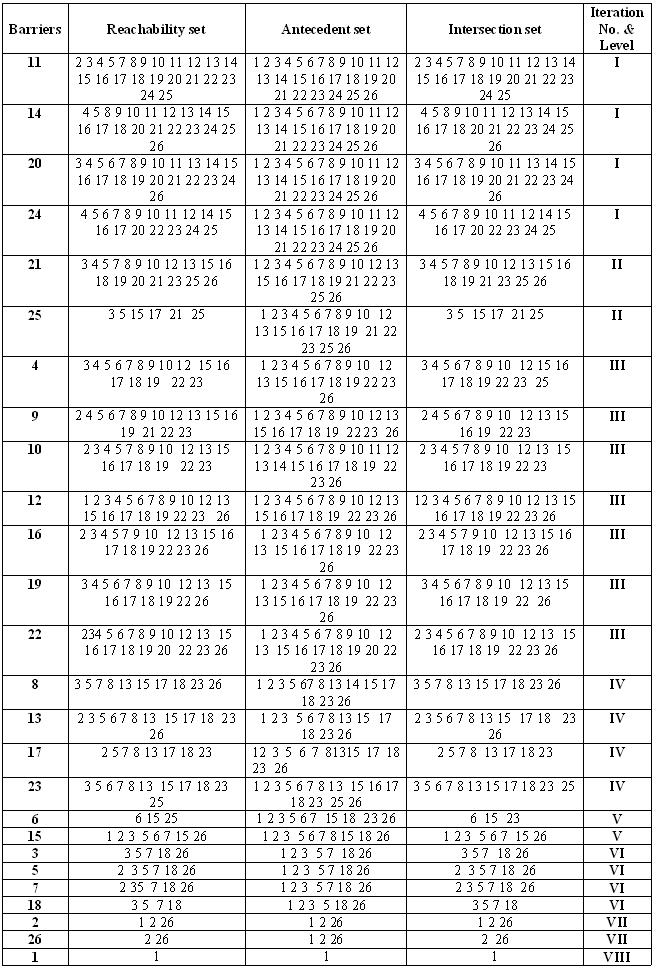 Barriers Reachability set Antecedent set Intersection set Iteration No. & Level
11 2 3 4 5 7 8 9 10 11 12 13 14 1 2 3 4 5 6 7 8 9 10 11 12 2 3 4 5 7 8 9 10 11 12 13 14 I
15 16 17 18 19 20 21 22 23 13 14 15 16 17 18 19 20 15 16 17 18 19 20 21 22 23
24 25 21 22 23 24 25 26 24 25
14 4 5 8 9 10 11 12 13 14 15 1 2 3 4 5 6 7 8 9 10 11 12 4 5 8 9 10 11 12 13 14 15 I
16 17 18 20 21 22 23 24 25 13 14 15 16 17 18 19 20 16 17 18 20 21 22 23 24 25
26 21 22 23 24 25 26 26
20 3 4 5 6 7 8 9 10 11 13 14 15 1 2 3 4 5 6 7 8 9 10 11 12 3 4 5 6 7 8 9 10 11 13 14 15 I
16 17 18 19 20 21 22 23 24 13 14 15 16 17 18 19 20 16 17 18 19 20 21 22 23 24
26 21 22 23 24 25 26 26
24 4 5 6 7 8 9 10 11 12 14 15 1 2 3 4 5 6 7 8 9 10 11 12 4 5 6 7 8 9 10 11 12 14 15 I
16 17 20 22 23 24 25 13 14 15 16 17 18 19 20 16 17 20 22 23 24 25
21 22 23 24 25 26
21 3 4 5 7 8 9 10 12 13 15 16 1 2 3 4 5 6 7 8 9 10 12 13 3 4 5 7 8 9 10 12 13 15 16 II
18 19 20 21 23 25 26 15 16 17 18 19 21 22 23 18 19 21 23 25 26
25 26
25 3 5 15 17 21 25 1 2 3 4 5 6 7 8 9 10 12 3 5 15 17 21 25 II
13 15 16 17 18 19 21 22
23 25 26
4 3 4 5 6 7 8 9 10 12 15 16 1 2 3 4 5 6 7 8 9 10 12 3 4 5 6 7 8 9 10 12 15 16 III
17 18 19 22 23 13 15 16 17 18 19 22 23 17 18 19 22 23 25
26
9 2 4 5 6 7 8 9 10 12 13 15 16 1 2 3 4 5 6 7 8 9 10 12 13 2 4 5 6 7 8 9 10 12 13 15 III
19 21 22 23 15 16 17 18 19 22 23 26 16 19 22 23
10 2 3 4 5 7 8 9 10 12 13 15 1 2 3 4 5 6 7 8 9 10 11 12 2 3 4 5 7 8 9 10 12 13 15 III
16 17 18 19 22 23 13 14 15 16 17 18 19 22 16 17 18 19 22 23
23 26
12 1 2 3 4 5 6 7 8 9 10 12 13 1 2 3 4 5 6 7 8 9 10 12 13 12 3 4 5 6 7 8 9 10 12 13 15 III
15 16 17 18 19 22 23 26 15 16 17 18 19 22 23 26 16 17 18 19 22 23 26
16 2 3 4 5 7 9 10 12 13 15 16 1 2 3 4 5 6 7 8 9 10 12 2 3 4 5 7 9 10 12 13 15 16 III
17 18 19 22 23 26 13 15 16 17 18 19 22 23 17 18 19 22 23 26
26
19 3 4 5 6 7 8 9 10 12 13 15 1 2 3 4 5 6 7 8 9 10 12 3 4 5 6 7 8 9 10 12 13 15 III
16 17 18 19 22 26 13 15 16 17 18 19 22 23 16 17 18 19 22 26
26
22 234 5 6 7 8 9 10 12 13 15 1 2 3 4 5 6 7 8 9 10 12 2 3 4 5 6 7 8 9 10 12 13 15 III
16 17 18 19 20 22 23 26 13 15 16 17 18 19 20 22 16 17 18 19 22 23 26
23 26
8 3 5 7 8 13 15 17 18 23 26 1 2 3 5 67 8 13 14 15 17 3 5 7 8 13 15 17 18 23 26 IV
18 23 26
13 2 3 5 6 7 8 13 15 17 18 23 1 2 3 5 6 7 8 13 15 17 2 3 5 6 7 8 13 15 17 18 23 IV
26 18 23 26 26
17 2 5 7 8 13 17 18 23 12 3 5 6 7 81315 17 18 2 5 7 8 13 17 18 23 IV
23 26
23 3 5 6 7 8 13 15 17 18 23 1 2 3 5 6 7 8 13 15 16 17 3 5 6 7 8 13 15 17 18 23 25 IV
25 18 23 25 26
6 6 15 25 1 2 3 5 6 7 15 18 23 26 6 15 23 V
15 1 2 3 5 6 7 15 26 1 2 3 5 6 7 8 15 18 26 1 2 3 5 6 7 15 26 V
3 3 5 7 18 26 1 2 3 5 7 18 26 3 5 7 18 26 VI
5 2 3 5 7 18 26 1 2 3 5 7 18 26 2 3 5 7 18 26 VI
7 2 35 7 18 26 1 2 3 5 7 18 26 2 3 5 7 18 26 VI
18 3 5 7 18 1 2 3 5 18 26 3 5 7 18 VI
2 1 2 26 1 2 26 1 2 26 VII
26 2 26 1 2 26 2 26 VII
1 1 1 1 VIII